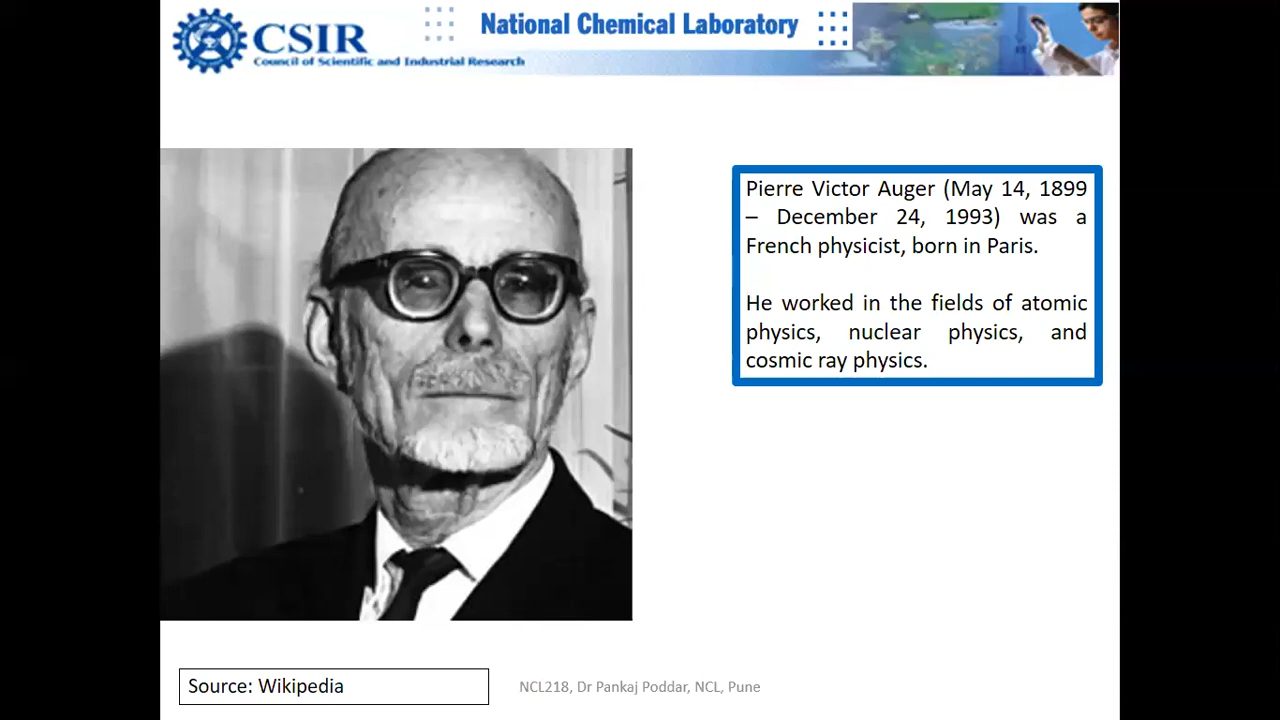 CSIR
Council of Scientific and Industrial Research
National Chemical Laboratory
Pierre Victor Auger (May 14, 1899
– December 24, 1993) was a
French physicist, born in Paris.
He worked in the fields of atomic
physics, nuclear physics, and
cosmic ray physics.
Source: Wikipedia
NCL218, Dr Pankaj Poddar, NCL, Pune